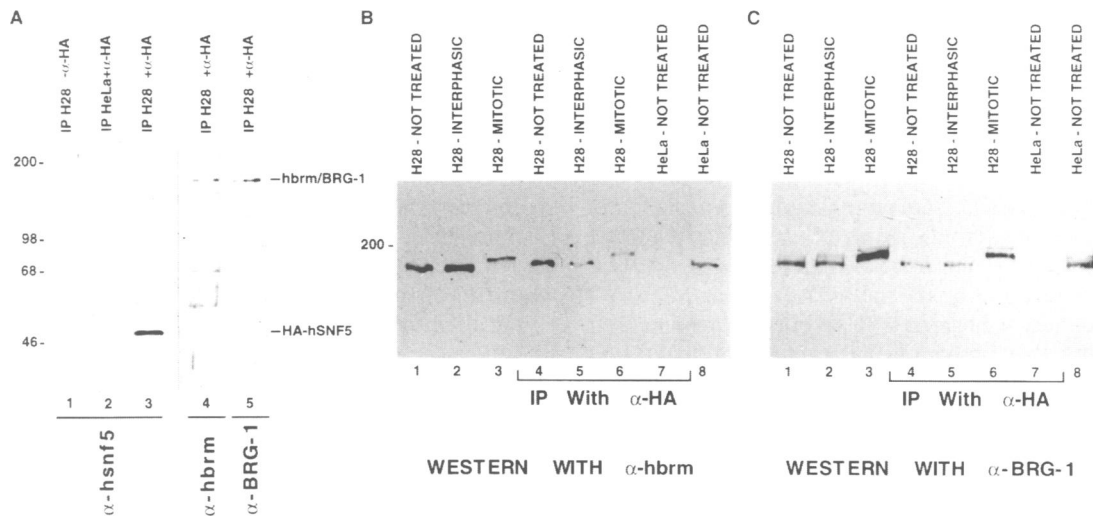 A
IP H28 -α-HA
IP HeLa+α-HA
IP H28 +α-HA
IP H28 +α-HA
IP H28 +α-HA
200-
98-
68-
46-
-hbrm/BRG-1
-HA-hSNF5
1 2 3 4 5
α-hsnf5
α-hbrm
α-BRG-1
B
H28 - NOT TREATED
H28 - INTERPHASIC
H28 - MITOTIC
H28 - NOT TREATED
H28 - INTERPHASIC
H28 - MITOTIC
HeLa - NOT TREATED
HeLa - NOT TREATED
200 -
1 2 3 4 5 6 7 8
IP With α-HA
WESTERN WITH α-hbrm
C
H28 - NOT TREATED
H28 - INTERPHASIC
H28 - MITOTIC
H28 - NOT TREATED
H28 - INTERPHASIC
H28 - MITOTIC
HeLa - NOT TREATED
HeLa - NOT TREATED
1 2 3 4 5 6 7 8
IP With α-HA
WESTERN WITH α-BRG-1